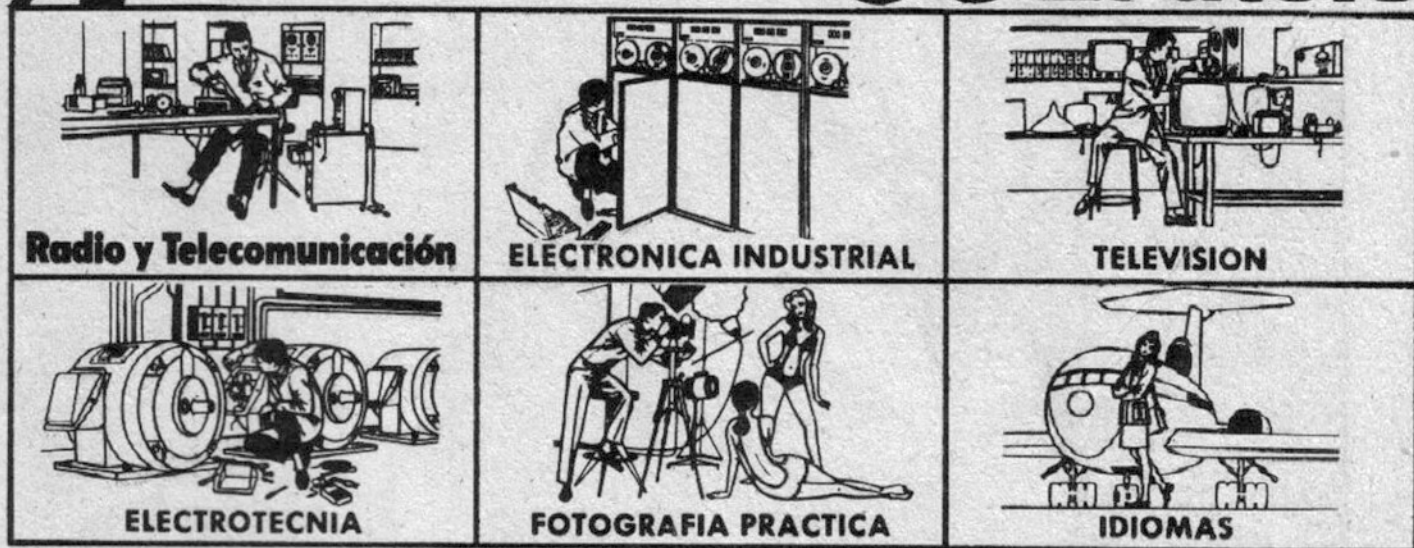 Radio y Telecomunicación
ELECTRONICA INDUSTRIAL
TELEVISION
ELECTROTECNIA
FOTOGRAFIA PRACTICA
IDIOMAS